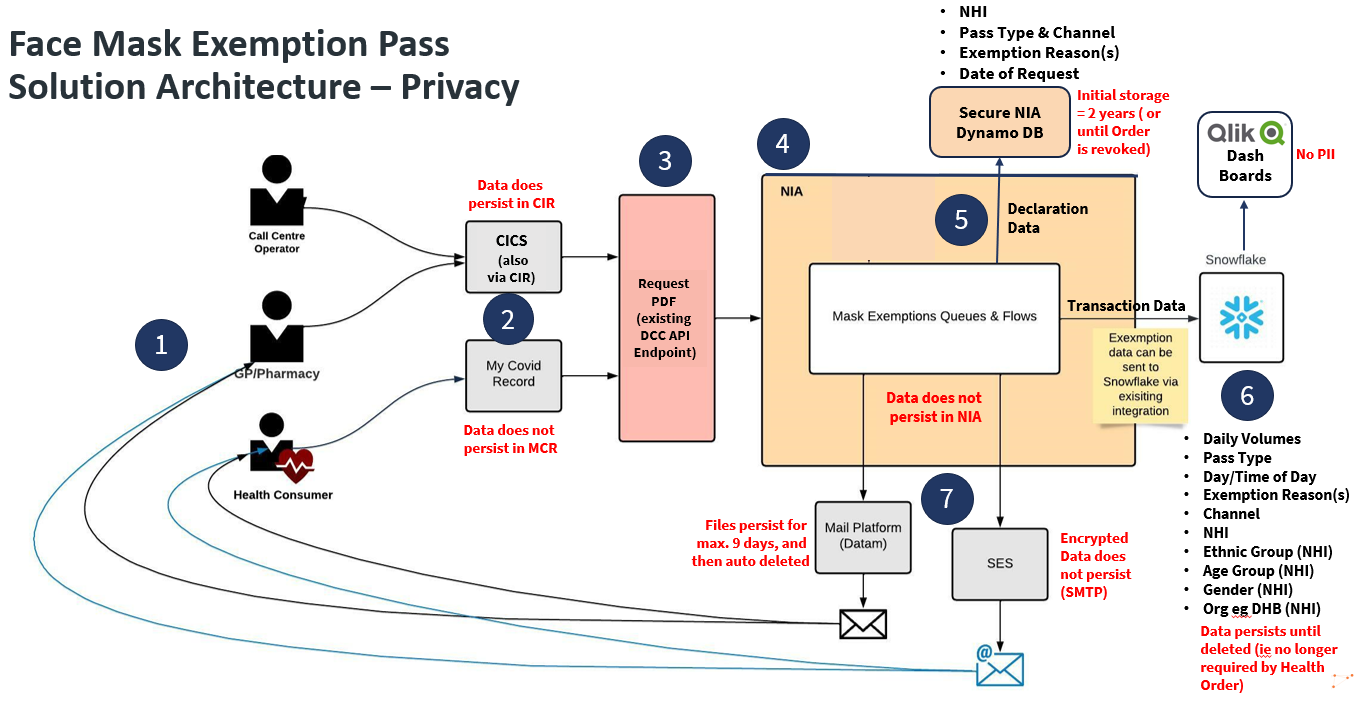 Face Mask Exemption Pass
Solution Architecture – Privacy
• NHI
• Pass Type & Channel
• Exemption Reason(s)
• Date of Request
Secure NIA
Dynamo DB
Initial storage
= 2 years ( or
until Order
is revoked)
Qlik
Dash
Boards
No PII
4
NIA
3
Data does
persist in CIR
Call Centre
Operator
CICS
(also
via CIR)
5
Declaration
Data
Snowflake
Request
PDF
(existing
DCC API
Endpoint)
Mask Exemptions Queues & Flows
Transaction Data
1
2
GP/Pharmacy
My Covid
Record
Data does not
persist in MCR
Exexmption
data can be
sent to
Snowflake via
exisiting
integration
Data does not
persist in NIA
6
Health Consumer
• Daily Volumes
• Pass Type
• Day/Time of Day
• Exemption Reason(s)
• Channel
• NHI
• Ethnic Group (NHI)
• Age Group (NHI)
• Gender (NHI)
• Org eg DHB (NHI)
Data persists until
deleted (ie no longer
required by Health
Order)
7
Files persist for
max. 9 days, and
then auto deleted
Mail Platform
(Datam)
SES
Encrypted
Data does
not persist
(SMTP)
@